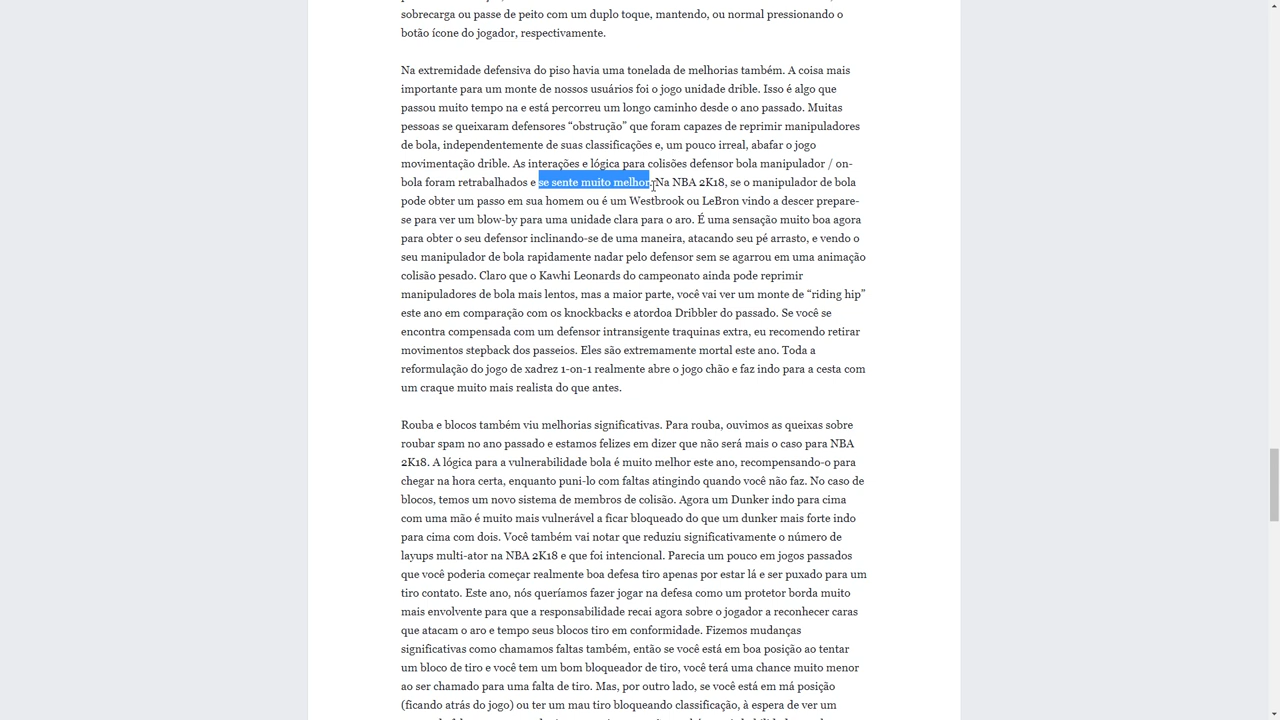 sobrecarga ou passe de peito com um duplo toque, mantendo, ou normal pressionando o
botão ícone do jogador, respectivamente.
Na extremidade defensiva do piso havia uma tonelada de melhorias também. A coisa mais
importante para um monte de nossos usuários foi o jogo unidade drible. Isso é algo que
passou muito tempo na e está percorreu um longo caminho desde o ano passado. Muitas
pessoas se queixaram defensores “obstrução” que foram capazes de reprimir manipuladores
de bola, independentemente de suas classificações e, um pouco irreal, abafar o jogo
movimentação drible. As interações e lógica para colisões defensor bola manipulador / on-
bola foram retrabalhados e se sente muito melhor. Na NBA 2K18, se o manipulador de bola
pode obter um passo em sua homem ou é um Westbrook ou LeBron vindo a descer prepare-
se para ver um blow-by para uma unidade clara para o aro. É uma sensação muito boa agora
para obter o seu defensor inclinando-se de uma maneira, atacando seu pé arrasto, e vendo o
seu manipulador de bola rapidamente nadar pelo defensor sem se agarrou em uma animação
colisão pesado. Claro que o Kawhi Leonards do campeonato ainda pode reprimir
manipuladores de bola mais lentos, mas a maior parte, você vai ver um monte de “riding hip”
este ano em comparação com os knockbacks e atordoa Dribbler do passado. Se você se
encontra compensada com um defensor intransigente traquinas extra, eu recomendo retirar
movimentos stepback dos passeios. Eles são extremamente mortal este ano. Toda a
reformulação do jogo de xadrez 1-on-1 realmente abre o jogo chão e faz indo para a cesta com
um craque muito mais realista do que antes.
Rouba e blocos também viu melhorias significativas. Para rouba, ouvimos as queixas sobre
roubar spam no ano passado e estamos felizes em dizer que não será mais o caso para NBA
2K18. A lógica para a vulnerabilidade bola é muito melhor este ano, recompensando-o para
chegar na hora certa, enquanto puni-lo com faltas atingindo quando você não faz. No caso de
blocos, temos um novo sistema de membros de colisão. Agora um Dunker indo para cima
com uma mão é muito mais vulnerável a ficar bloqueado do que um dunker mais forte indo
para cima com dois. Você também vai notar que reduziu significativamente o número de
layups multi-ator na NBA 2K18 e que foi intencional. Parecia um pouco em jogos passados
que você poderia começar realmente boa defesa tiro apenas por estar lá e ser puxado para um
tiro contato. Este ano, nós queríamos fazer jogar na defesa como um protetor borda muito
mais envolvente para que a responsabilidade recai agora sobre o jogador a reconhecer caras
que atacam o aro e tempo seus blocos tiro em conformidade. Fizemos mudanças
significativas como chamamos faltas também, então se você está em boa posição ao tentar
um bloco de tiro e você tem um bom bloqueador de tiro, você terá uma chance muito menor
ao ser chamado para uma falta de tiro. Mas, por outro lado, se você está em má posição
(ficando atrás do jogo) ou ter um mau tiro bloqueando classificação, à espera de ver um